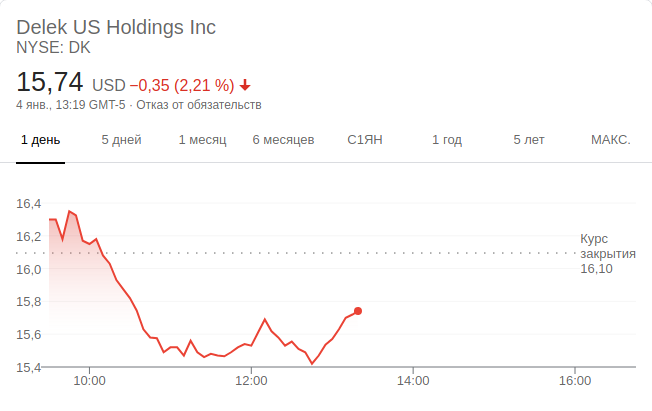 Delek US Holdings Inc
NYSE: DK
15,74 USD −0,35 (2,21 %)
4 янв., 13:19 GMT-5 · Отказ от обязательств
1 день 5 дней 1 месяц 6 месяцев С1ЯН 1 год 5 лет МАКС.
16,4
16,2
16,0
15,8
15,6
15,4
Курс
закрытия
16,10
10:00 12:00 14:00 16:00